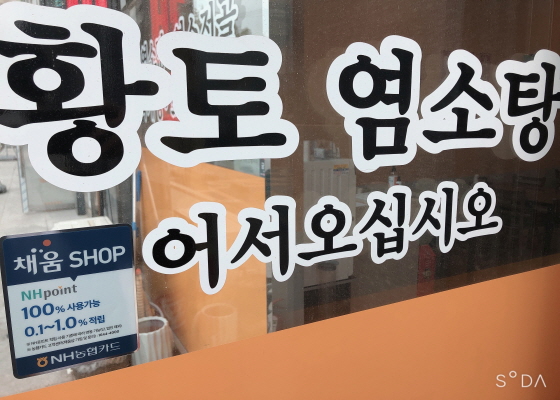 황토 염소탕
어서오십시오
채움 SHOP
NHpoint
100% 사용가능
0.1~1.0% 적립
NH농협카드
SODA